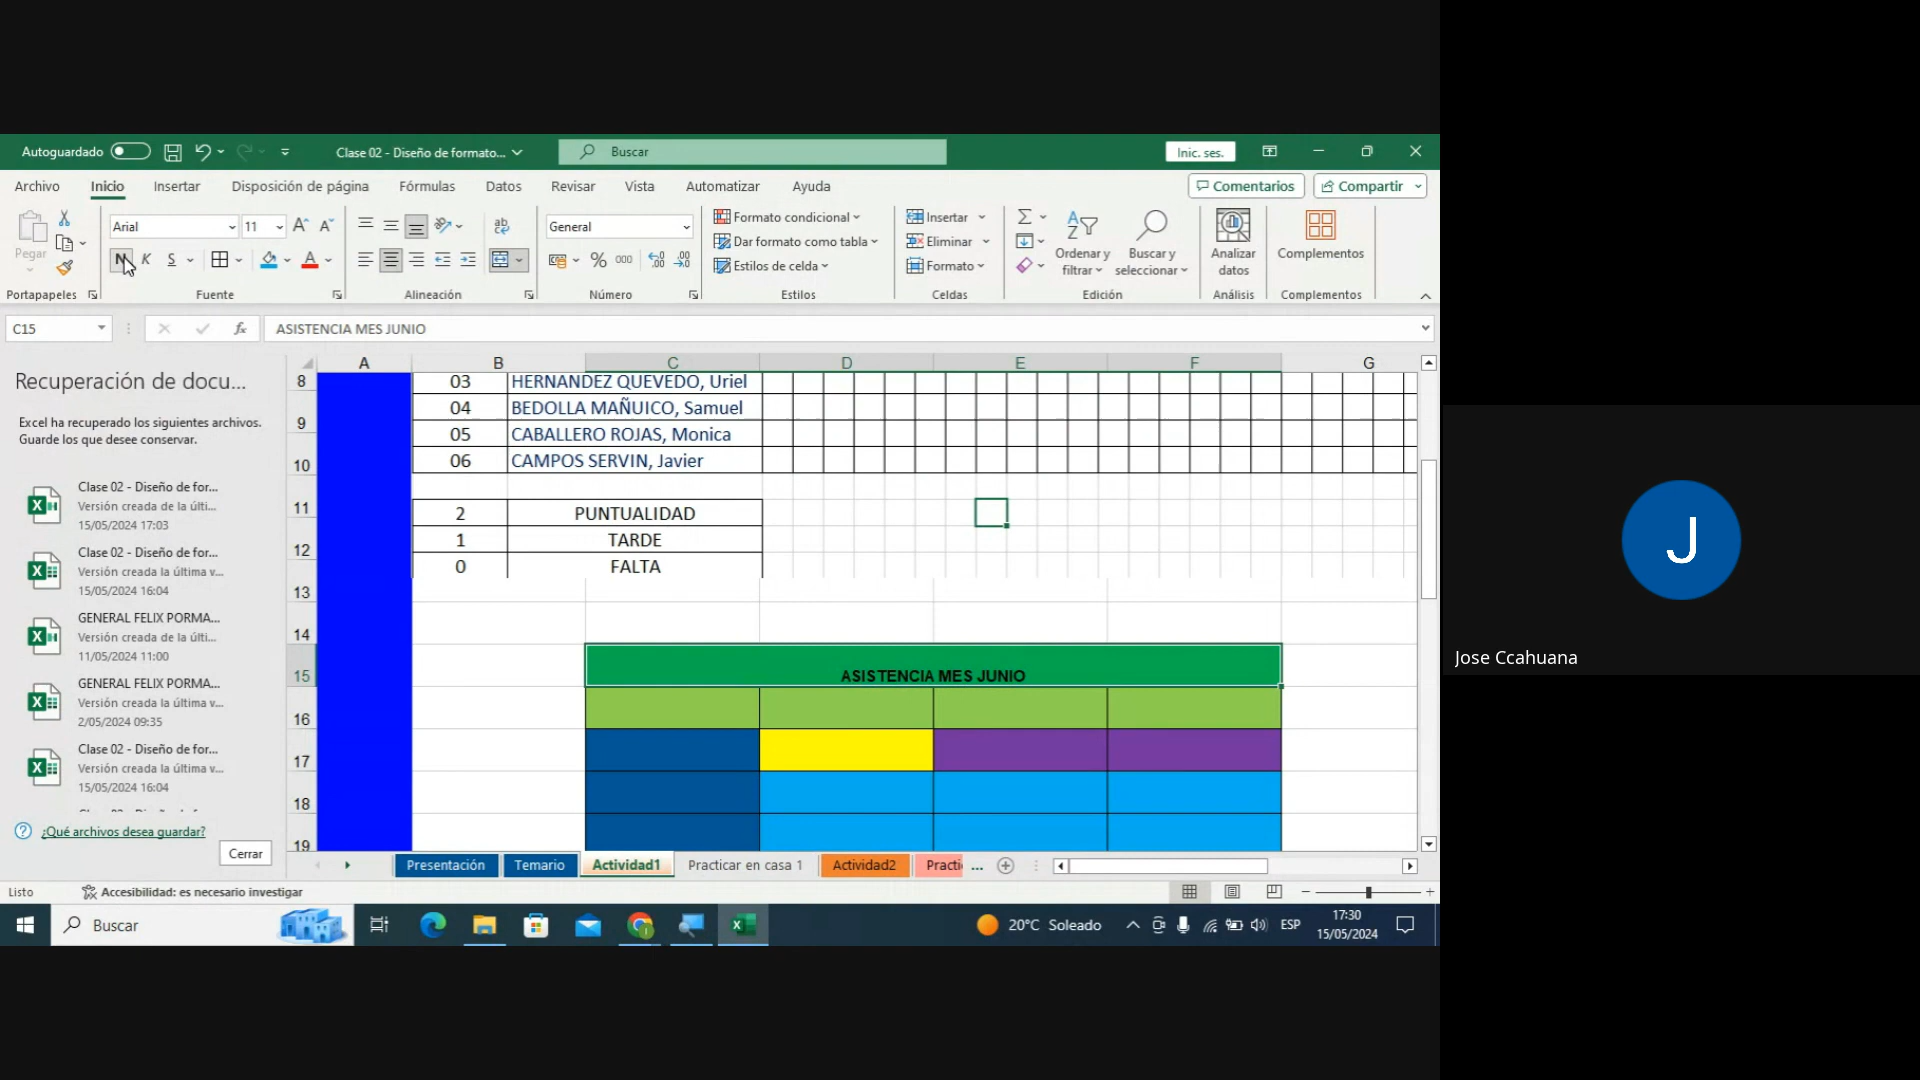 Autoguardado
Clase 02 - Diseño de formato...
Buscar
Inic. ses.
Archivo Inicio Insertar Disposición de página Fórmulas Datos Revisar Vista Automatizar Ayuda
Comentarios Compartir
Pegar
Arial 11
N K S
General
% 000
Formato condicional
Dar formato como tabla
Estilos de celda
Insertar
Eliminar
Formato
Ordenar y filtrar
Buscar y seleccionar
Analizar datos
Complementos
Portapapeles Fuente Alineación Número Estilos Celdas Edición Análisis Complementos
C15 fx ASISTENCIA MES JUNIO
Recuperación de docu...
Excel ha recuperado los siguientes archivos.
Guarde los que desee conservar.
Clase 02 - Diseño de for...
Versión creada de la últi...
15/05/2024 17:03
Clase 02 - Diseño de for...
Versión creada la última v...
15/05/2024 16:04
GENERAL FELIX PORMA...
Versión creada de la últi...
11/05/2024 11:00
GENERAL FELIX PORMA...
Versión creada la última v...
2/05/2024 09:35
Clase 02 - Diseño de for...
Versión creada la última v...
15/05/2024 16:04
¿Qué archivos desea guardar?
Cerrar
A B C D E F G
8
9
10
11
12
13
14
15
16
17
18
19
03 HERNANDEZ QUEVEDO, Uriel
04 BEDOLLA MAÑUICO, Samuel
05 CABALLERO ROJAS, Monica
06 CAMPOS SERVIN, Javier
2 PUNTUALIDAD
1 TARDE
0 FALTA
ASISTENCIA MES JUNIO
Presentación Temario Actividad1 Practicar en casa 1 Actividad2 Practi ...
Listo
Accesibilidad: es necesario investigar
Buscar
20°C Soleado
ESP
17:30
15/05/2024
J
Jose Ccahuana